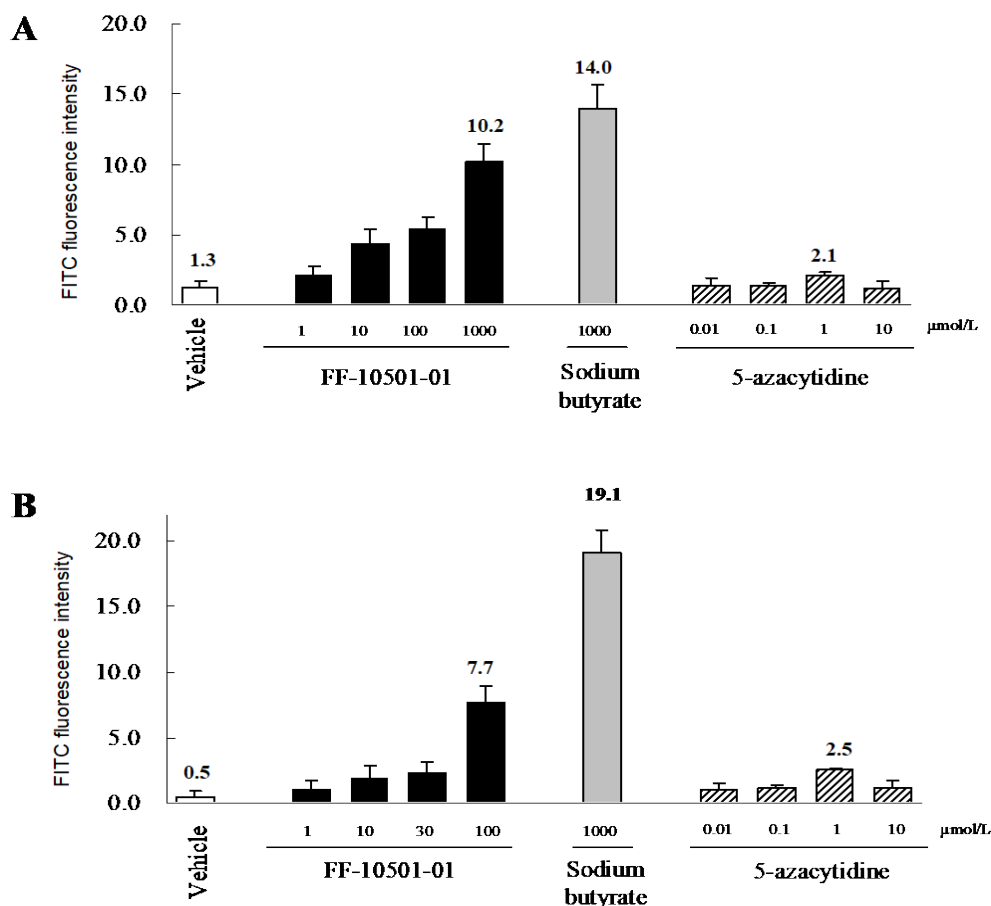 A
FITC fluorescence intensity
20.0
15.0
10.0
5.0
0.0
1.3
10.2
14.0
2.1
Vehicle
1 10 100 1000
FF-10501-01
1000
Sodium
butyrate
0.01 0.1 1 10 µmol/L
5-azacytidine
B
FITC fluorescence intensity
20.0
15.0
10.0
5.0
0.0
0.5
7.7
19.1
2.5
Vehicle
1 10 30 100
FF-10501-01
1000
Sodium
butyrate
0.01 0.1 1 10 µmol/L
5-azacytidine